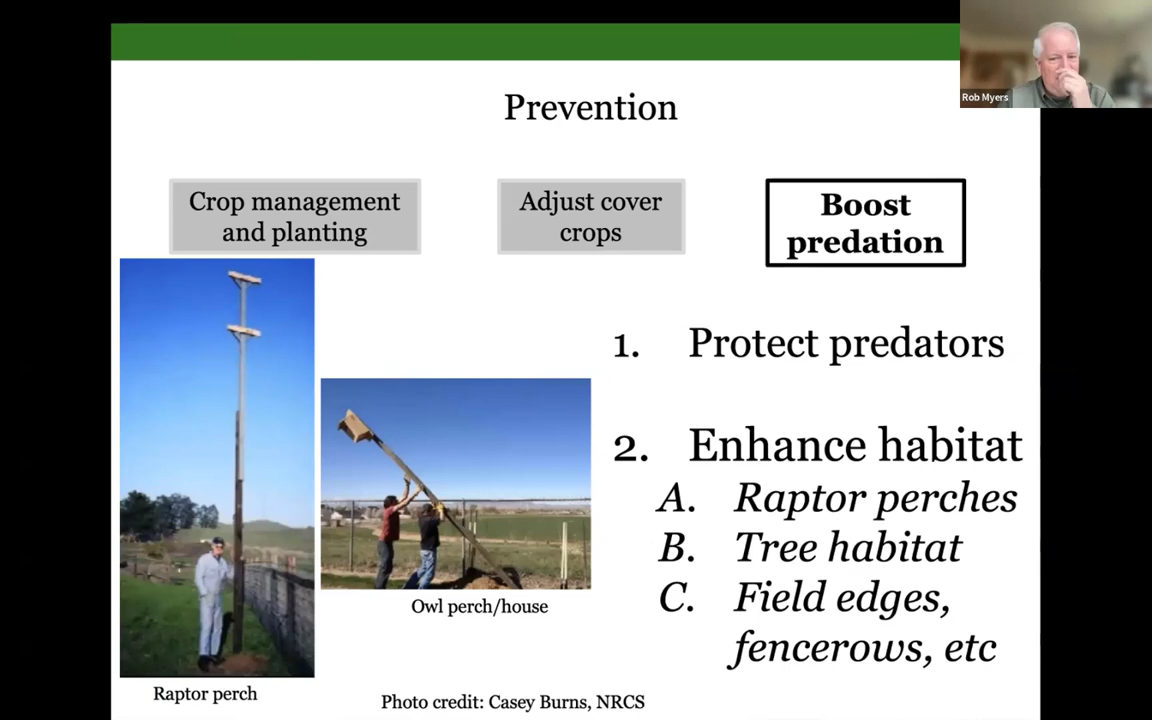 Rob Myers
Prevention
Crop management
and planting
Adjust cover
crops
Boost
predation
1. Protect predators
2. Enhance habitat
A. Raptor perches
B. Tree habitat
C. Field edges,
fencerows, etc
Owl perch/house
Raptor perch
Photo credit: Casey Burns, NRCS